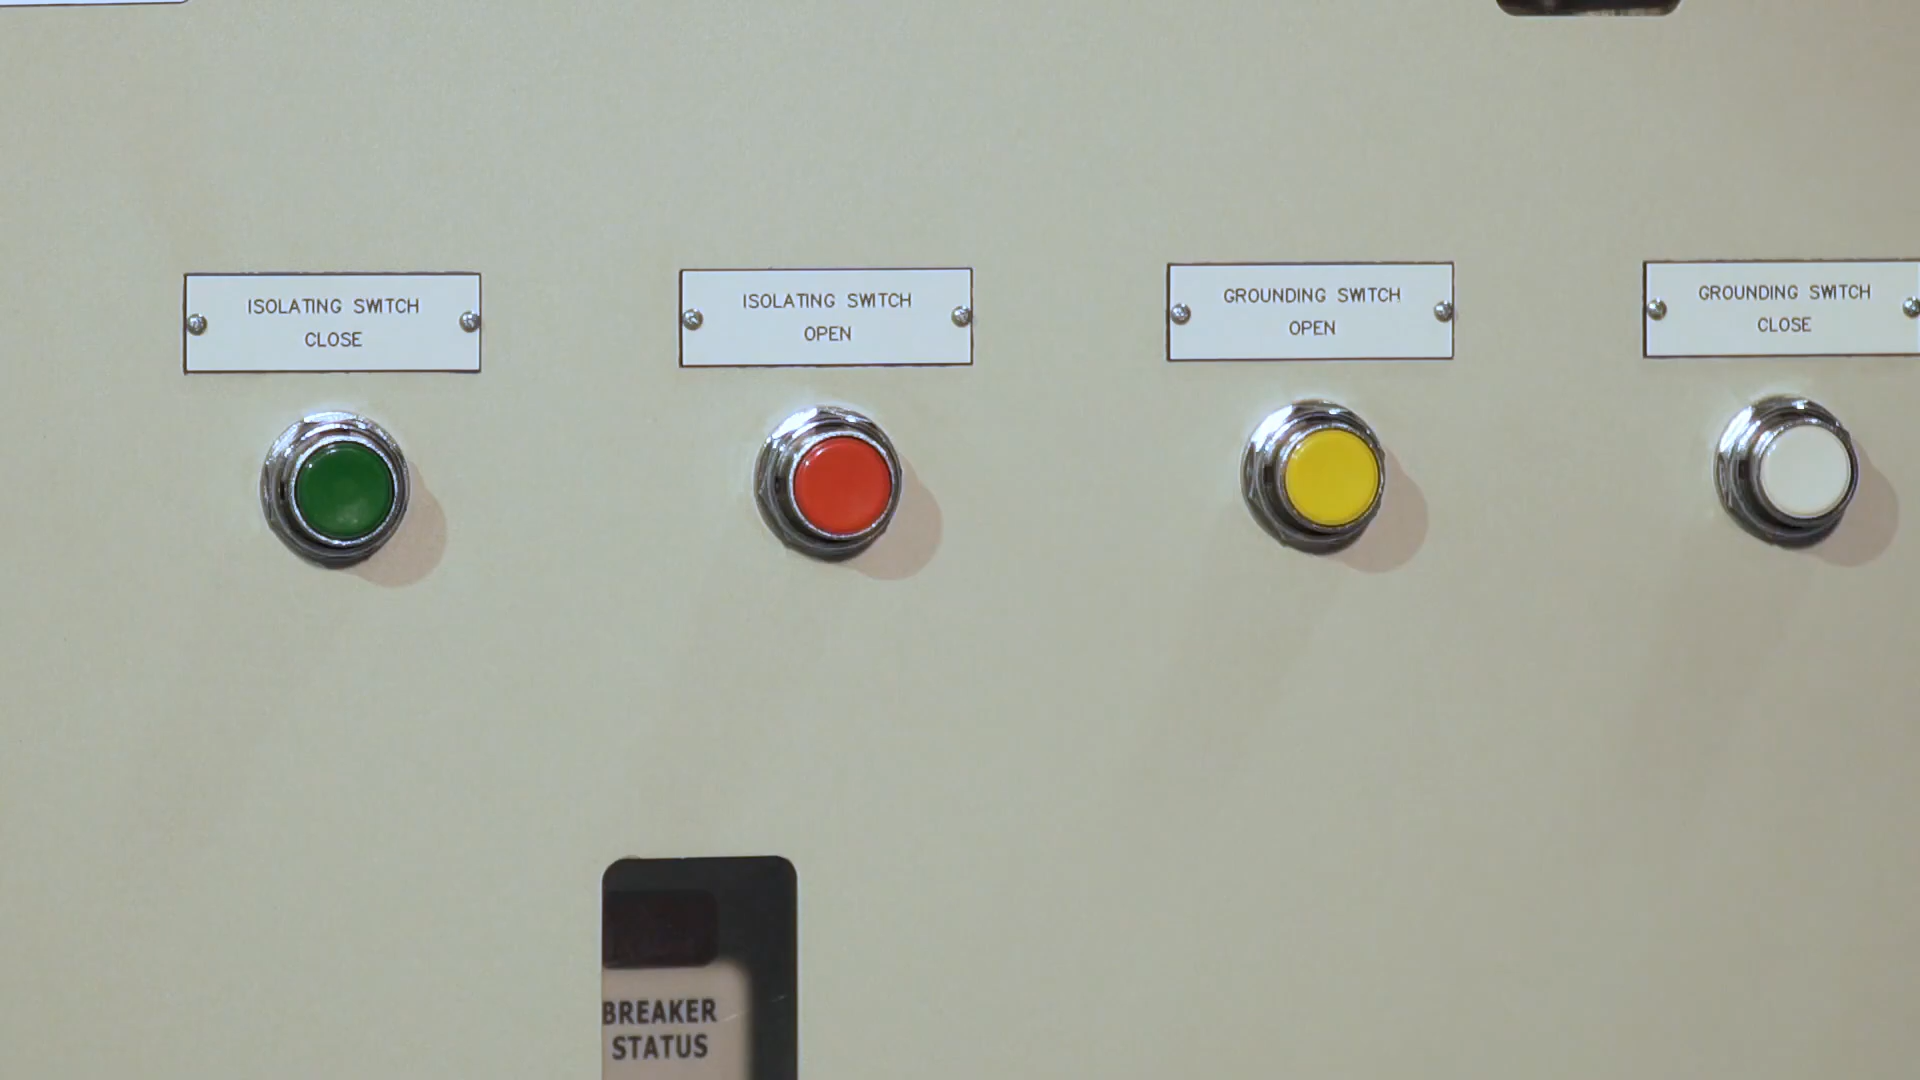 ISOLATING SWITCH
CLOSE
ISOLATING SWITCH
OPEN
GROUNDING SWITCH
OPEN
GROUNDING SWITCH
CLOSE
BREAKER
STATUS